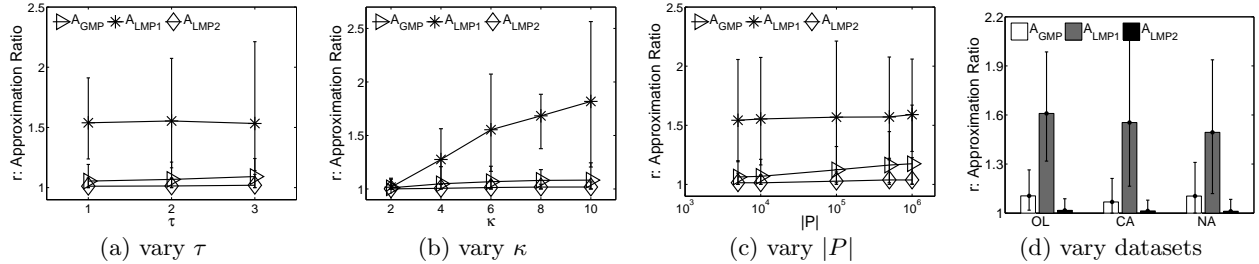 A_GMP A_LMP1 A_LMP2
r: Approximation Ratio
2.5
2
1.5
1
1 2 3
τ
(a) vary τ
A_GMP A_LMP1 A_LMP2
r: Approximation Ratio
2.5
2
1.5
1
2 4 6 8 10
κ
(b) vary κ
A_GMP A_LMP1 A_LMP2
r: Approximation Ratio
2.5
2
1.5
1
10^3 10^4 10^5 10^6
|P|
(c) vary |P|
A_GMP A_LMP1 A_LMP2
r: Approximation Ratio
2.2
1.9
1.6
1.3
1
OL CA NA
(d) vary datasets